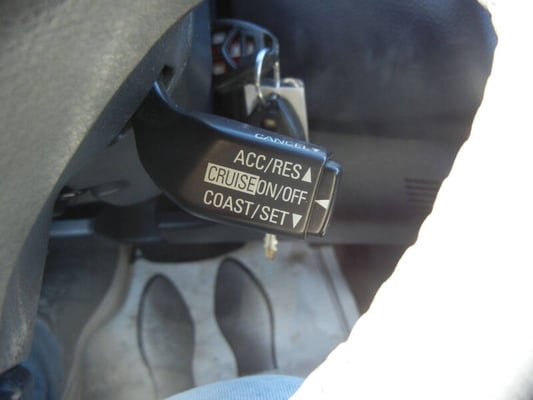 CANCEL▼
ACC/RES▲
CRUISE ON/OFF ◀
COAST/SET▼